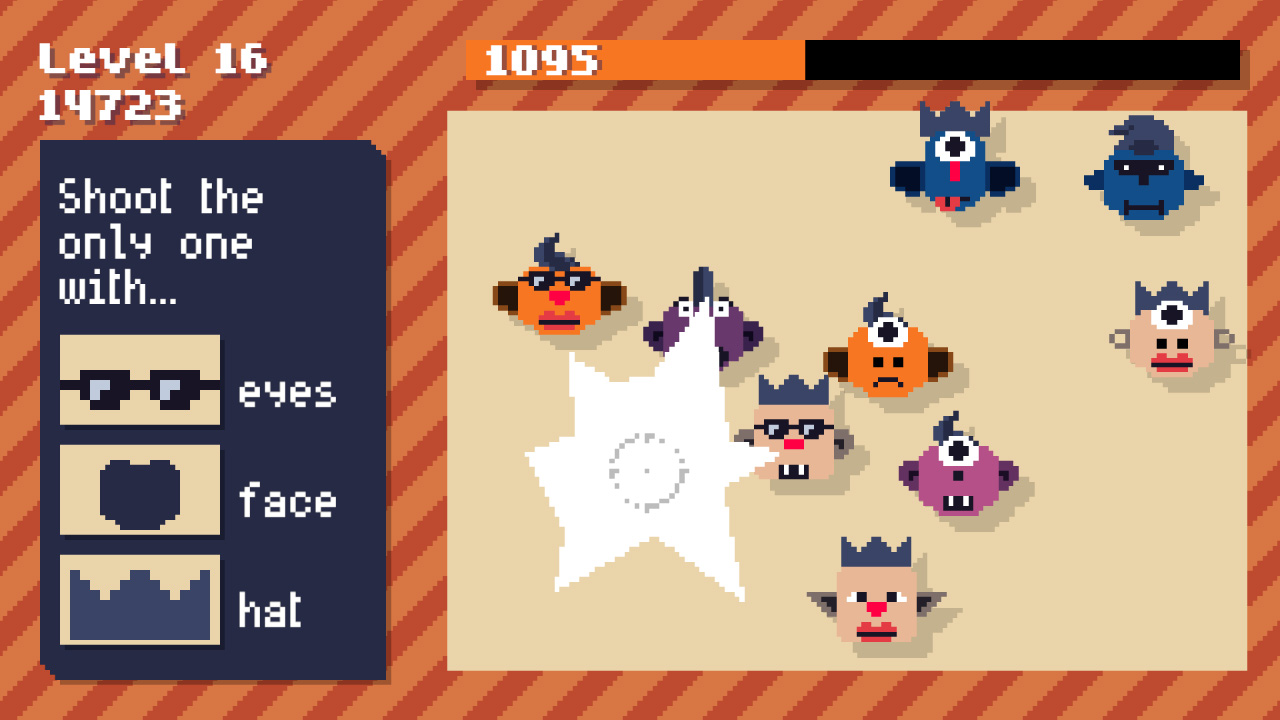 Level 16
14723
1095
Shoot the
only one
with...
eyes
face
hat